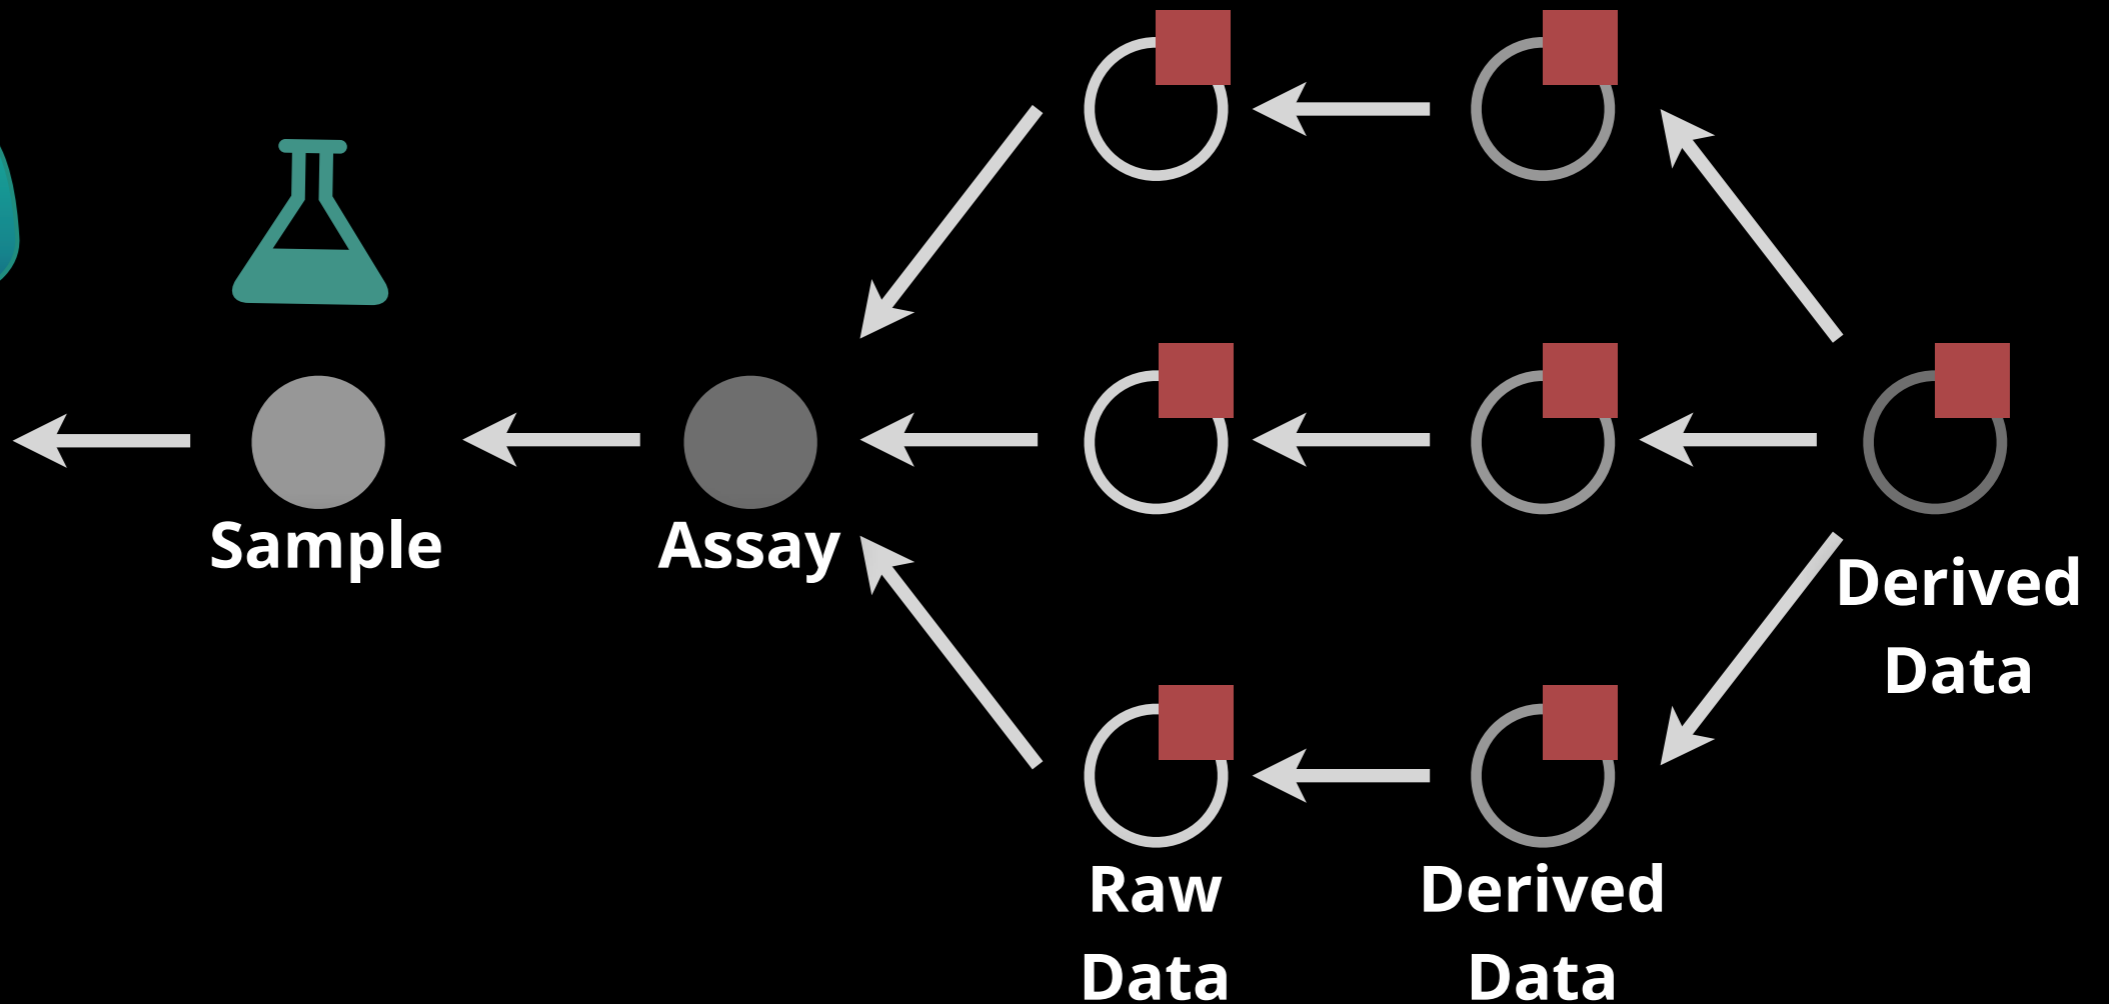 Sample
Assay
Derived
Data
Raw
Data
Derived
Data